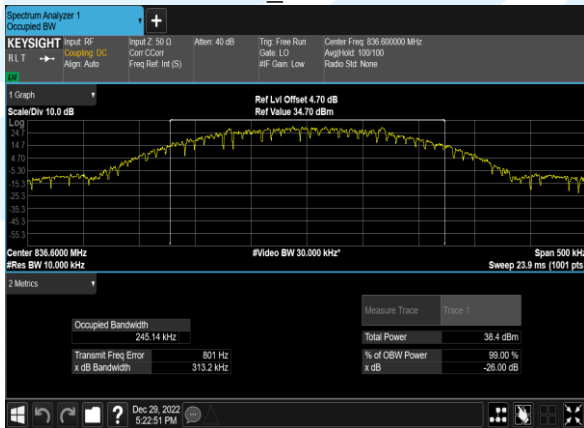 Spectrum Analyzer 1
Occupied BW
KEYSIGHT
RLT
Input: RF
Coupling: DC
Align: Auto
Input Z: 50 Ω
Corr CCorr
Freq Ref: Int (S)
Atten: 40 dB
Trig: Free Run
Gate: LO
#IF Gain: Low
Center Freq: 836.600000 MHz
Avg|Hold: 100/100
Radio Std: None
1 Graph
Scale/Div 10.0 dB
Ref Lvl Offset 4.70 dB
Ref Value 34.70 dBm
Log
24.7
14.7
4.70
-5.30
-15.3
-25.3
-35.3
-45.3
-55.3
Center 836.6000 MHz
#Res BW 10.000 kHz
#Video BW 30.000 kHz*
Span 500 kHz
Sweep 23.9 ms (1001 pts)
2 Metrics
Measure Trace Trace 1
Occupied Bandwidth
245.14 kHz
Total Power 38.4 dBm
Transmit Freq Error 801 Hz
% of OBW Power 99.00 %
x dB Bandwidth 313.2 kHz
x dB -26.00 dB
Dec 29, 2022
5:22:51 PM